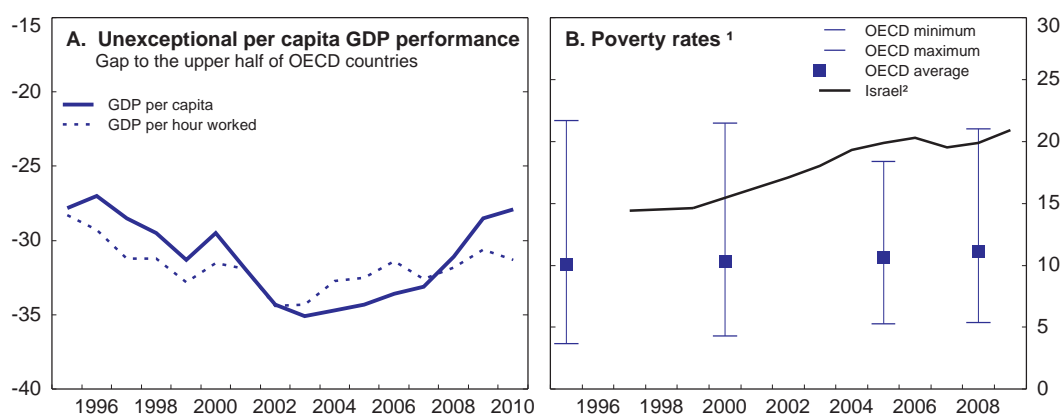 A. Unexceptional per capita GDP performance
Gap to the upper half of OECD countries
GDP per capita
GDP per hour worked
-15
-20
-25
-30
-35
-40
1996 1998 2000 2002 2004 2006 2008 2010
B. Poverty rates ¹
OECD minimum
OECD maximum
OECD average
Israel²
30
25
20
15
10
5
0
1996 1998 2000 2002 2004 2006 2008